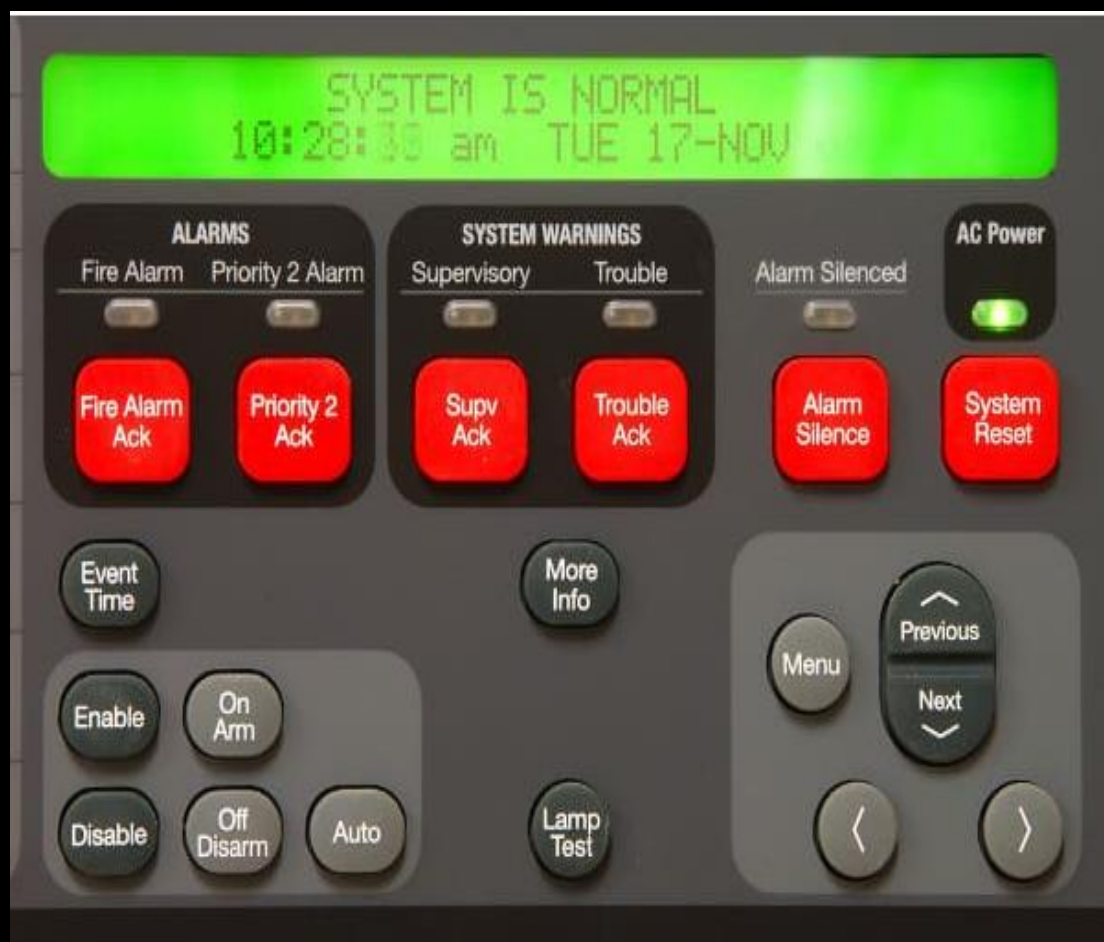 SYSTEM IS NORMAL
10:28: am TUE 17-NOV
ALARMS
Fire Alarm Priority 2 Alarm
SYSTEM WARNINGS
Supervisory Trouble
Alarm Silenced
AC Power
Fire Alarm
Ack
Priority 2
Ack
Supv
Ack
Trouble
Ack
Alarm
Silence
System
Reset
Event
Time
More
Info
Previous
Menu
Next
Enable
On
Arm
Disable
Off
Disarm
Auto
Lamp
Test